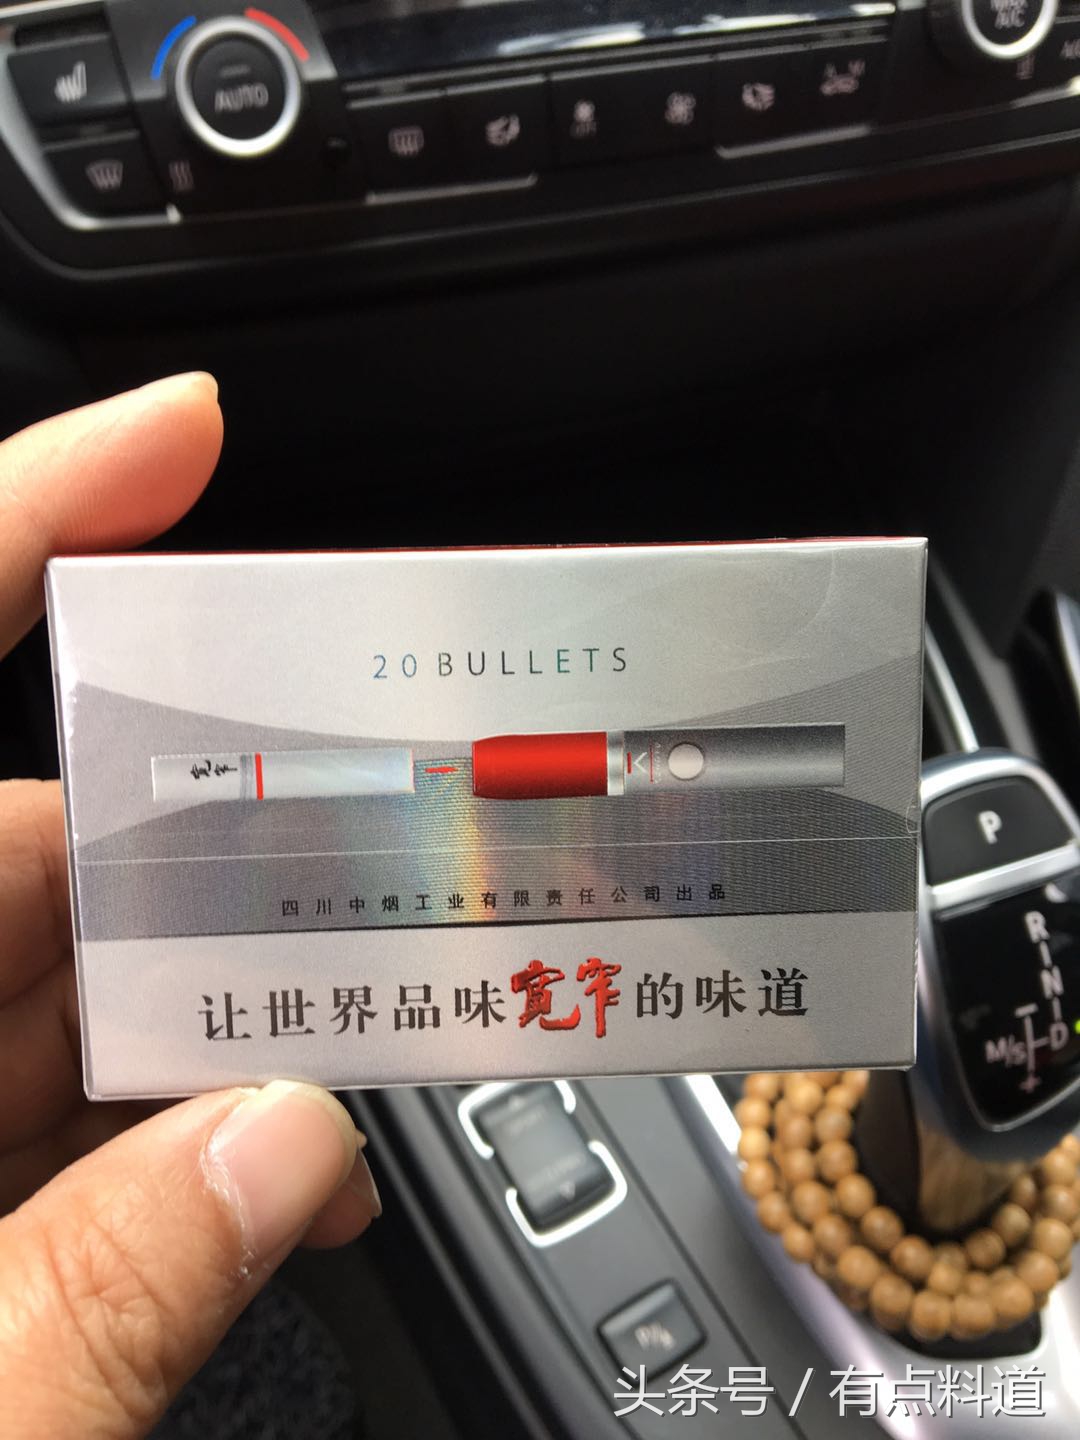 AUTO
MAX
A/C
20 BULLETS
宽窄
四川中烟工业有限责任公司出品
让世界品味宽窄的味道
P
R
N
D
M/S
+
头条号 / 有点料道